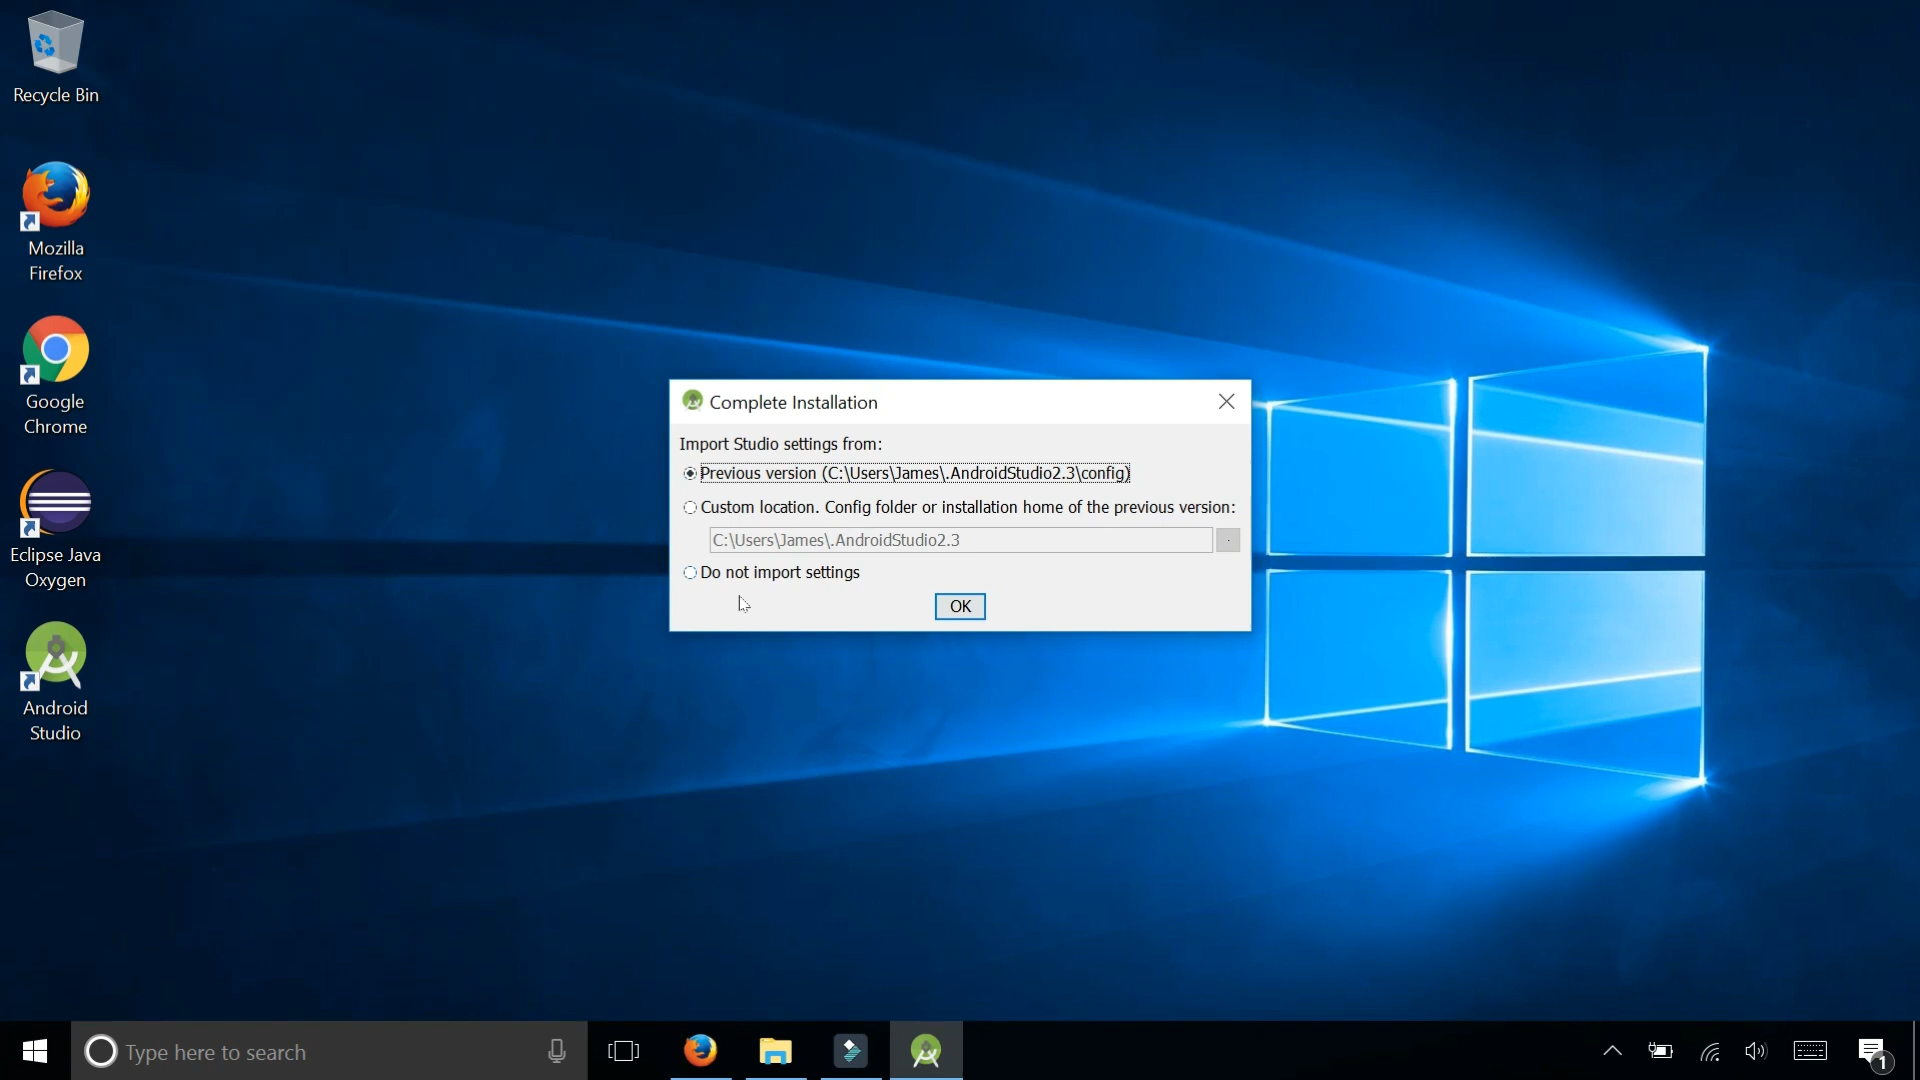 Recycle Bin
Mozilla
Firefox
Google
Chrome
Eclipse Java
Oxygen
Android
Studio
Complete Installation
Import Studio settings from:
Previous version (C:\Users\James\.AndroidStudio2.3\config)
Custom location. Config folder or installation home of the previous version:
C:\Users\James\.AndroidStudio2.3
.
Do not import settings
OK
Type here to search
1